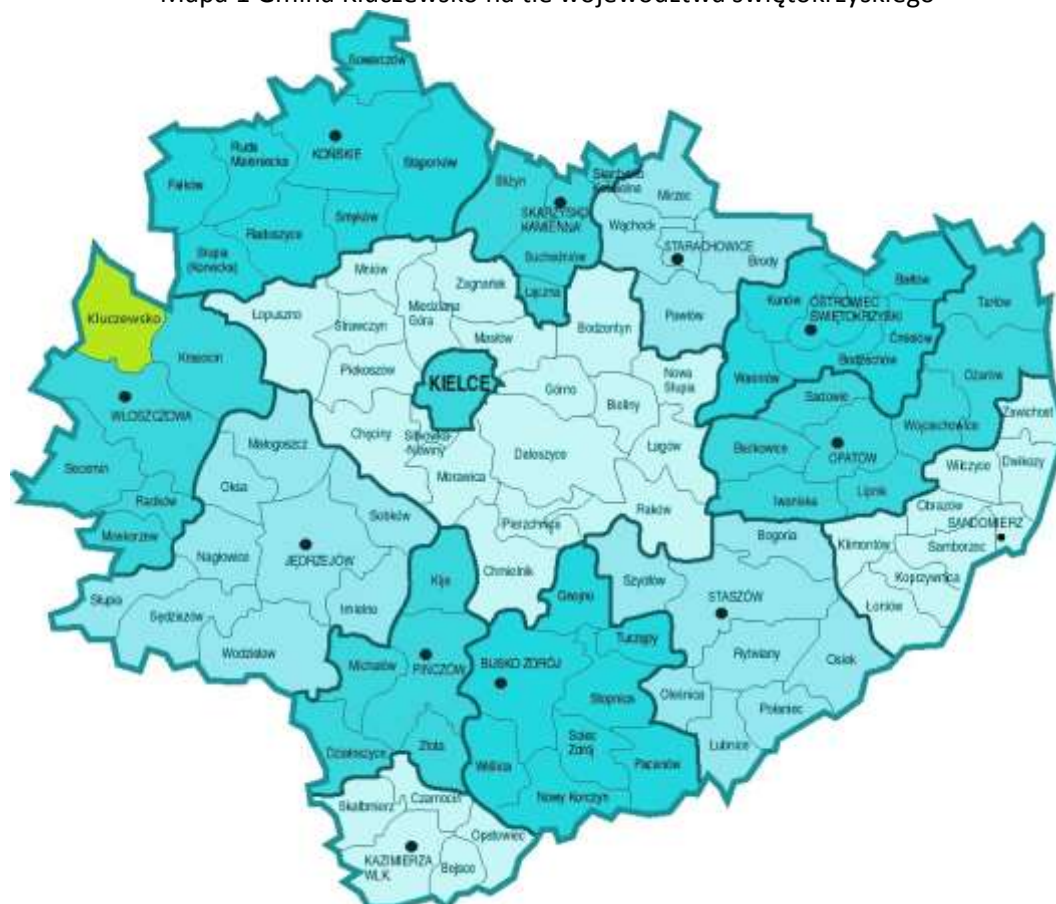 Mapa 1 Gmina Kluczewsko na tle województwa świętokrzyskiego
Gowarczów
Ruda
Maleniecka
KOŃSKIE
Stąporków
Fałków
Smyków
Radoszyce
Słupia
(Konecka)
Bliżyn
Skarżysko
Kościelne
SKARŻYSKO
KAMIENNA
Suchedniów
Łączna
Mirzec
Wąchock
STARACHOWICE
Brody
Pawłów
Kunów
OSTROWIEC
ŚWIĘTOKRZYSKI
Bałtów
Ćmielów
Bodzechów
Waśniów
Tarłów
Ożarów
Sadowie
Wojciechowice
Baćkowice
OPATÓW
Iwaniska
Lipnik
Zawichost
Dwikozy
Wilczyce
Obrazów
SANDOMIERZ
Samborzec
Klimontów
Koprzywnica
Łoniów
Kluczewsko
Krasocin
WŁOSZCZOWA
Secemin
Radków
Moskorzew
Mniów
Zagnańsk
Łopuszno
Strawczyn
Miedziana
Góra
Masłów
Bodzentyn
Piekoszów
KIELCE
Górno
Nowa
Słupia
Bieliny
Chęciny
Sitkówka
-Nowiny
Daleszyce
Łagów
Morawica
Pierzchnica
Raków
Chmielnik
Małogoszcz
Oksa
Sobków
Nagłowice
JĘDRZEJÓW
Słupia
Sędziszów
Imielno
Wodzisław
Kije
Michałów
PIŃCZÓW
Działoszyce
Złota
Gnojno
Tuczępy
BUSKO ZDRÓJ
Stopnica
Solec
Zdrój
Pacanów
Wiślica
Nowy Korczyn
Szydłów
Bogoria
STASZÓW
Rytwiany
Osiek
Oleśnica
Połaniec
Łubnice
Skalbmierz
Czarnocin
Opatowiec
KAZIMIERZA
WLK.
Bejsce